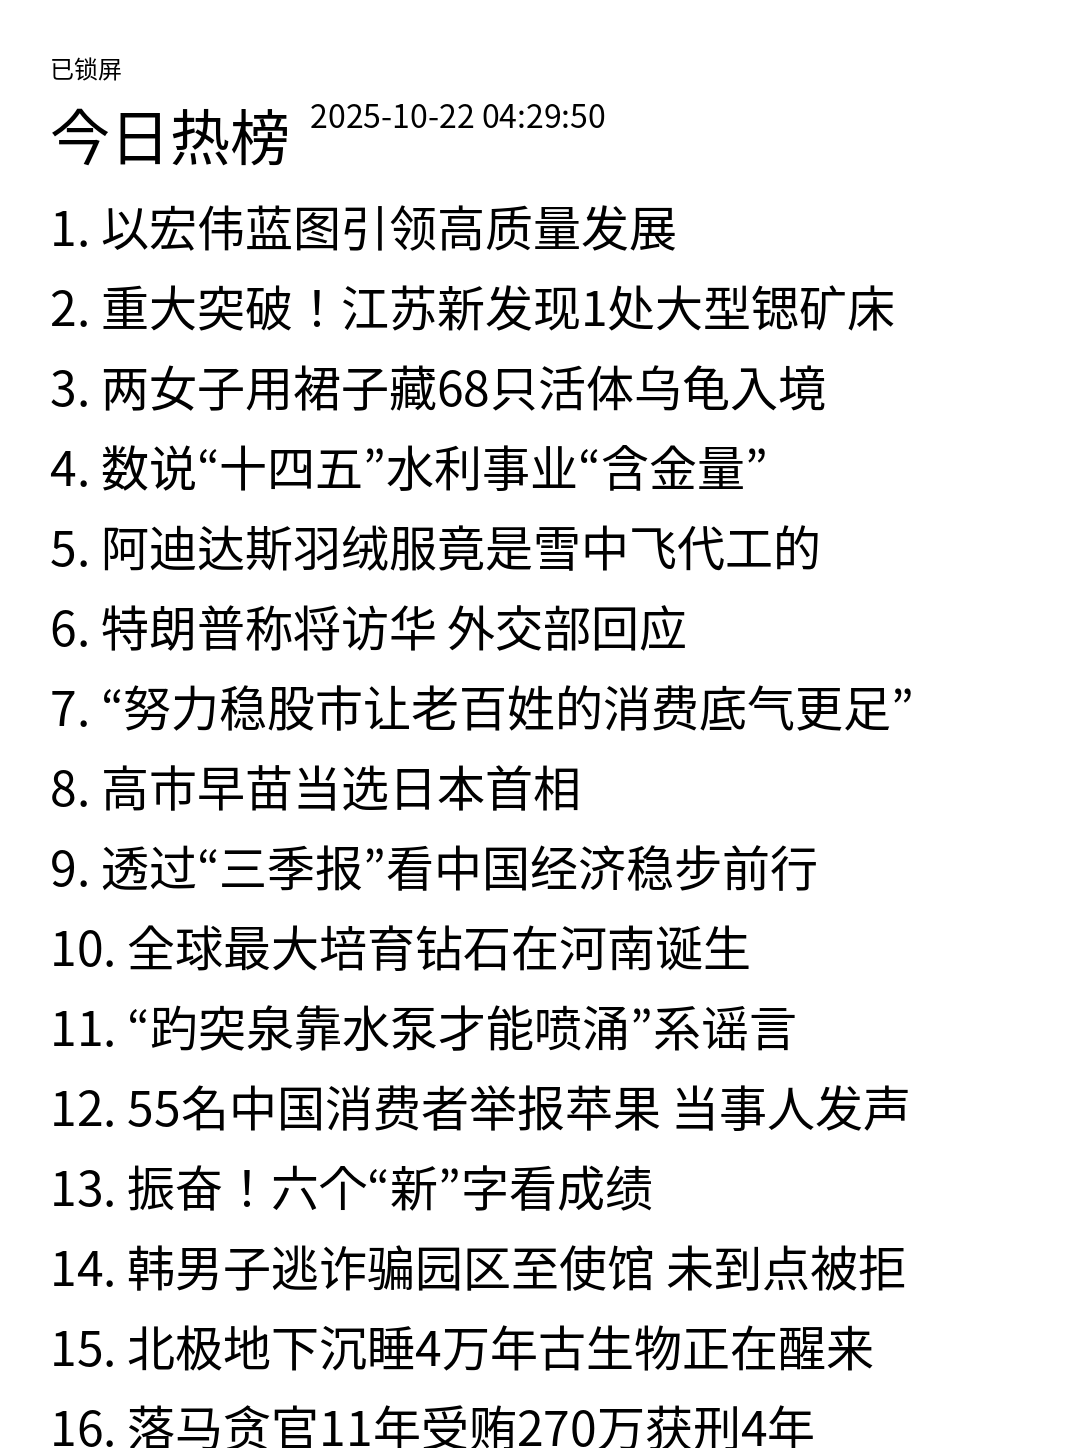 已锁屏
今日热榜 2025-10-22 04:29:50
1. 以宏伟蓝图引领高质量发展
2. 重大突破！江苏新发现1处大型锶矿床
3. 两女子用裙子藏68只活体乌龟入境
4. 数说“十四五”水利事业“含金量”
5. 阿迪达斯羽绒服竟是雪中飞代工的
6. 特朗普称将访华 外交部回应
7. “努力稳股市让老百姓的消费底气更足”
8. 高市早苗当选日本首相
9. 透过“三季报”看中国经济稳步前行
10. 全球最大培育钻石在河南诞生
11. “趵突泉靠水泵才能喷涌”系谣言
12. 55名中国消费者举报苹果 当事人发声
13. 振奋！六个“新”字看成绩
14. 韩男子逃诈骗园区至使馆 未到点被拒
15. 北极地下沉睡4万年古生物正在醒来
16. 落马贪官11年受贿270万获刑4年